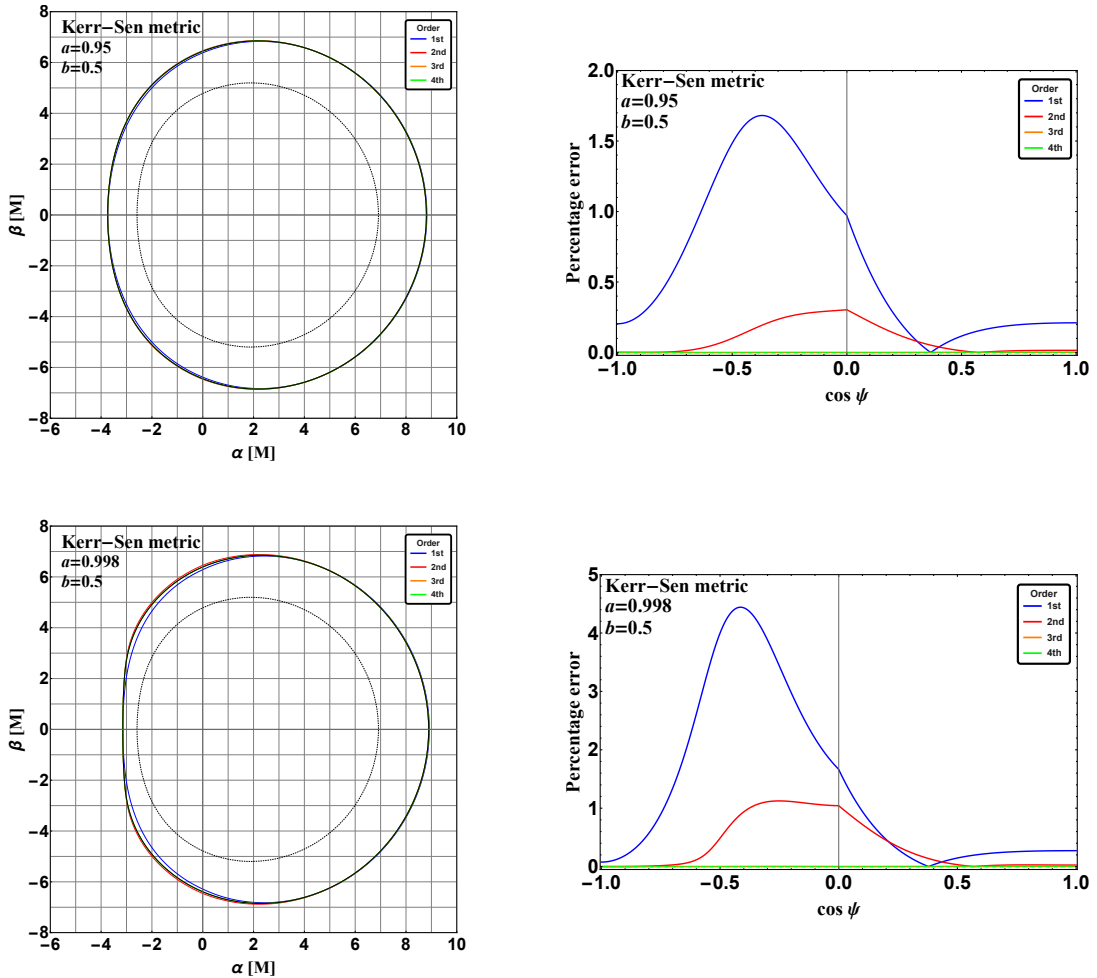 Kerr−Sen metric
a=0.95
b=0.5
Order
1st
2nd
3rd
4th
8
6
4
2
0
−2
−4
−6
−8
β [M]
−6 −4 −2 0 2 4 6 8 10
α [M]
Kerr−Sen metric
a=0.95
b=0.5
Order
1st
2nd
3rd
4th
2.0
1.5
1.0
0.5
0.0
Percentage error
−1.0 −0.5 0.0 0.5 1.0
cos ψ
Kerr−Sen metric
a=0.998
b=0.5
Order
1st
2nd
3rd
4th
8
6
4
2
0
−2
−4
−6
−8
β [M]
−6 −4 −2 0 2 4 6 8 10
α [M]
Kerr−Sen metric
a=0.998
b=0.5
Order
1st
2nd
3rd
4th
5
4
3
2
1
0
Percentage error
−1.0 −0.5 0.0 0.5 1.0
cos ψ